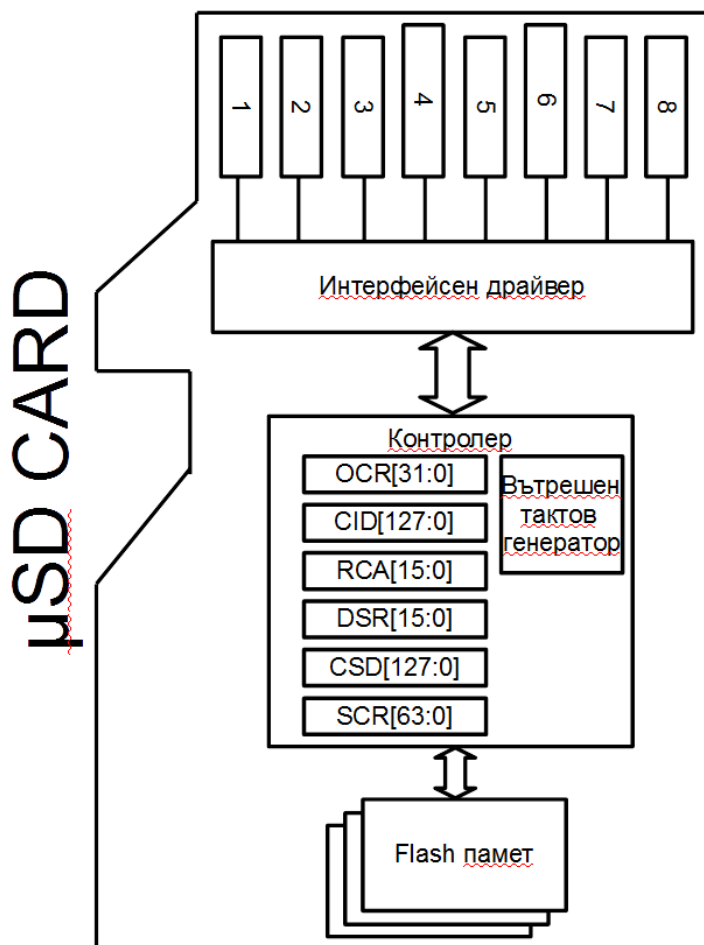 µSD CARD
1 2 3 4 5 6 7 8
Интерфейсен драйвер
Контролер
OCR[31:0]
CID[127:0]
RCA[15:0]
DSR[15:0]
CSD[127:0]
SCR[63:0]
Вътрешен
тактов
генератор
Flash памет